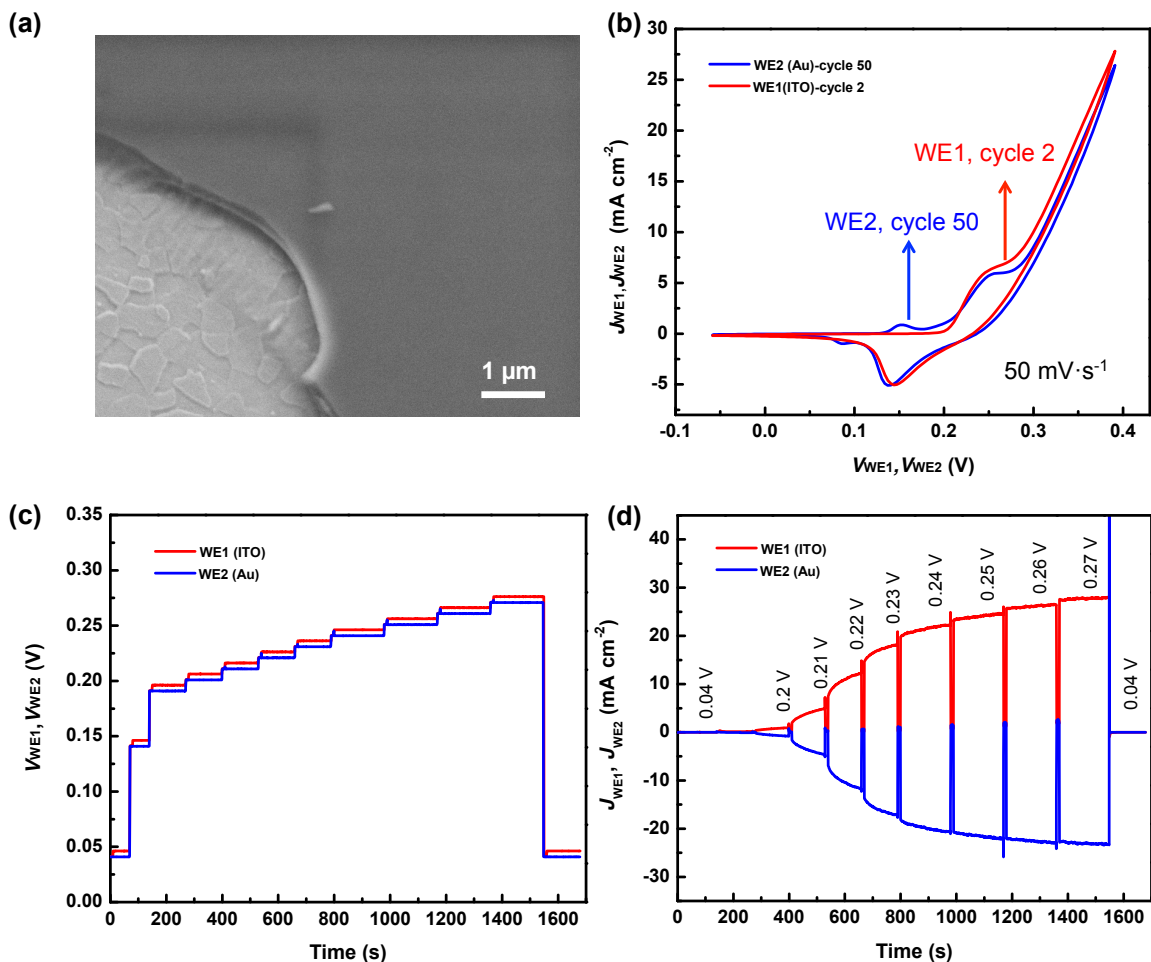 (a)
1 µm
(b)
WE2 (Au)-cycle 50
WE1(ITO)-cycle 2
WE1, cycle 2
WE2, cycle 50
50 mV·s⁻¹
30
25
20
15
10
5
0
-5
-0.1 0.0 0.1 0.2 0.3 0.4
JWE1,JWE2 (mA cm⁻²)
VWE1,VWE2 (V)
(c)
WE1 (ITO)
WE2 (Au)
0.35
0.30
0.25
0.20
0.15
0.10
0.05
0.00
0 200 400 600 800 1000 1200 1400 1600
VWE1,VWE2 (V)
Time (s)
(d)
WE1 (ITO)
WE2 (Au)
0.04 V
0.2 V
0.21 V
0.22 V
0.23 V
0.24 V
0.25 V
0.26 V
0.27 V
0.04 V
40
30
20
10
0
-10
-20
-30
0 200 400 600 800 1000 1200 1400 1600
JWE1, JWE2 (mA cm⁻²)
Time (s)